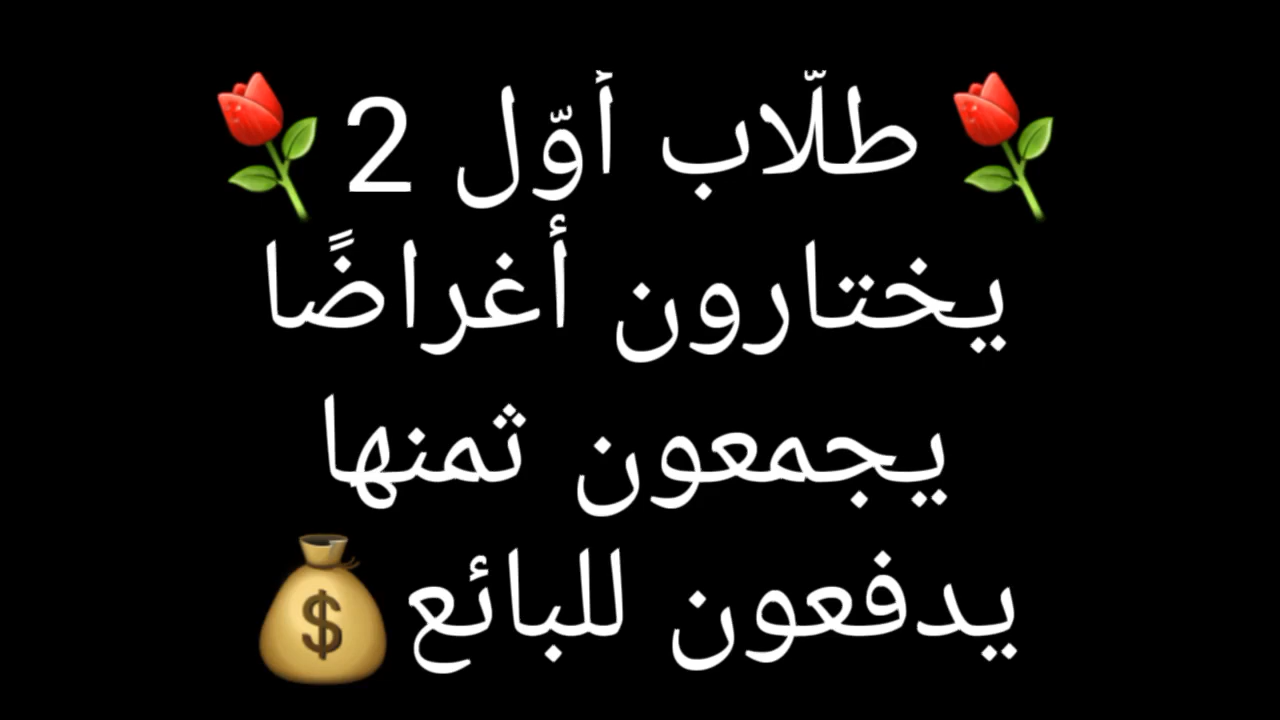 🌹 طلّاب أوّل 2 🌹
يختارون أغراضًا
يجمعون ثمنها
يدفعون للبائع 💰